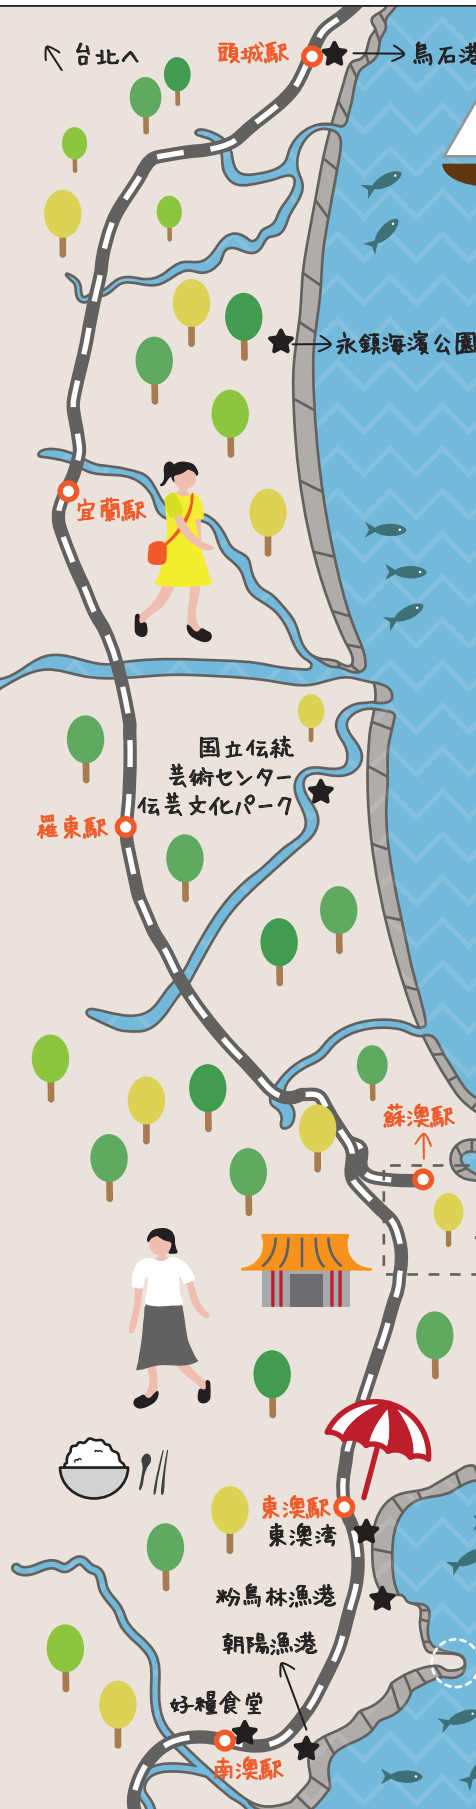 台北へ
頭城駅
烏石港
永鎮海濱公園
宜蘭駅
国立伝統
芸術センター
伝芸文化パーク
羅東駅
蘇澳駅
東澳駅
東澳湾
粉鳥林漁港
朝陽漁港
好糧食堂
南澳駅